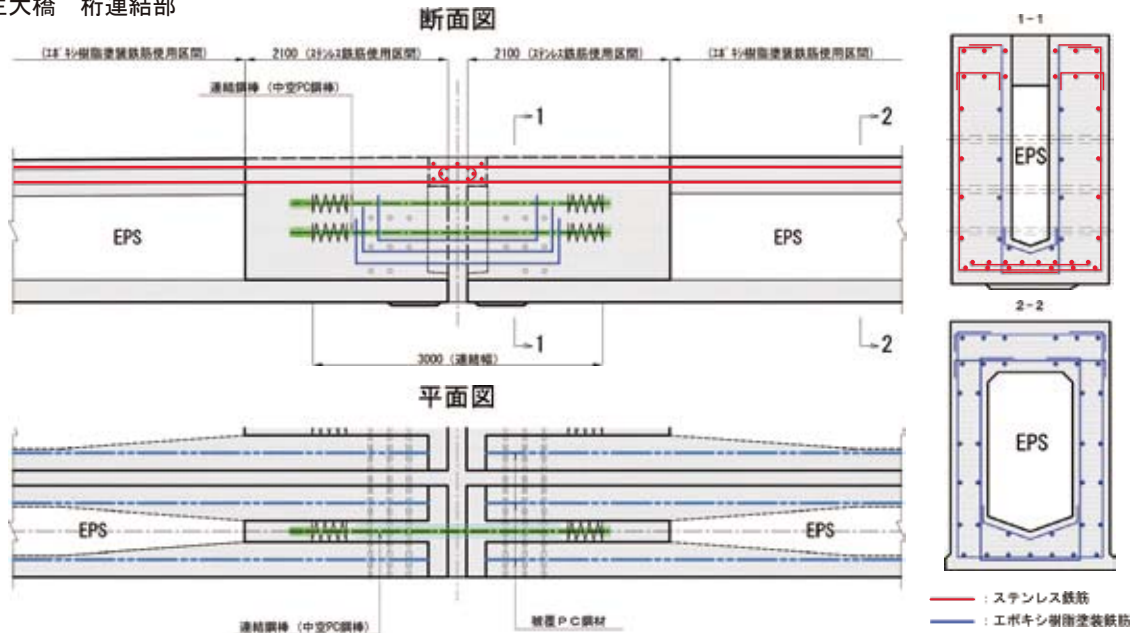 主大橋 桁連結部
断面図
(ｴﾎﾟｷｼ樹脂塗装鉄筋使用区間)
2100 (ｽﾃﾝﾚｽ鉄筋使用区間)
2100 (ｽﾃﾝﾚｽ鉄筋使用区間)
(ｴﾎﾟｷｼ樹脂塗装鉄筋使用区間)
連結鋼棒 (中空PC鋼棒)
1
2
EPS
EPS
1
2
3000 (連結幅)
1-1
EPS
2-2
EPS
平面図
EPS
EPS
連結鋼棒 (中空PC鋼棒)
被覆ＰＣ鋼材
：ステンレス鉄筋
：エポキシ樹脂塗装鉄筋